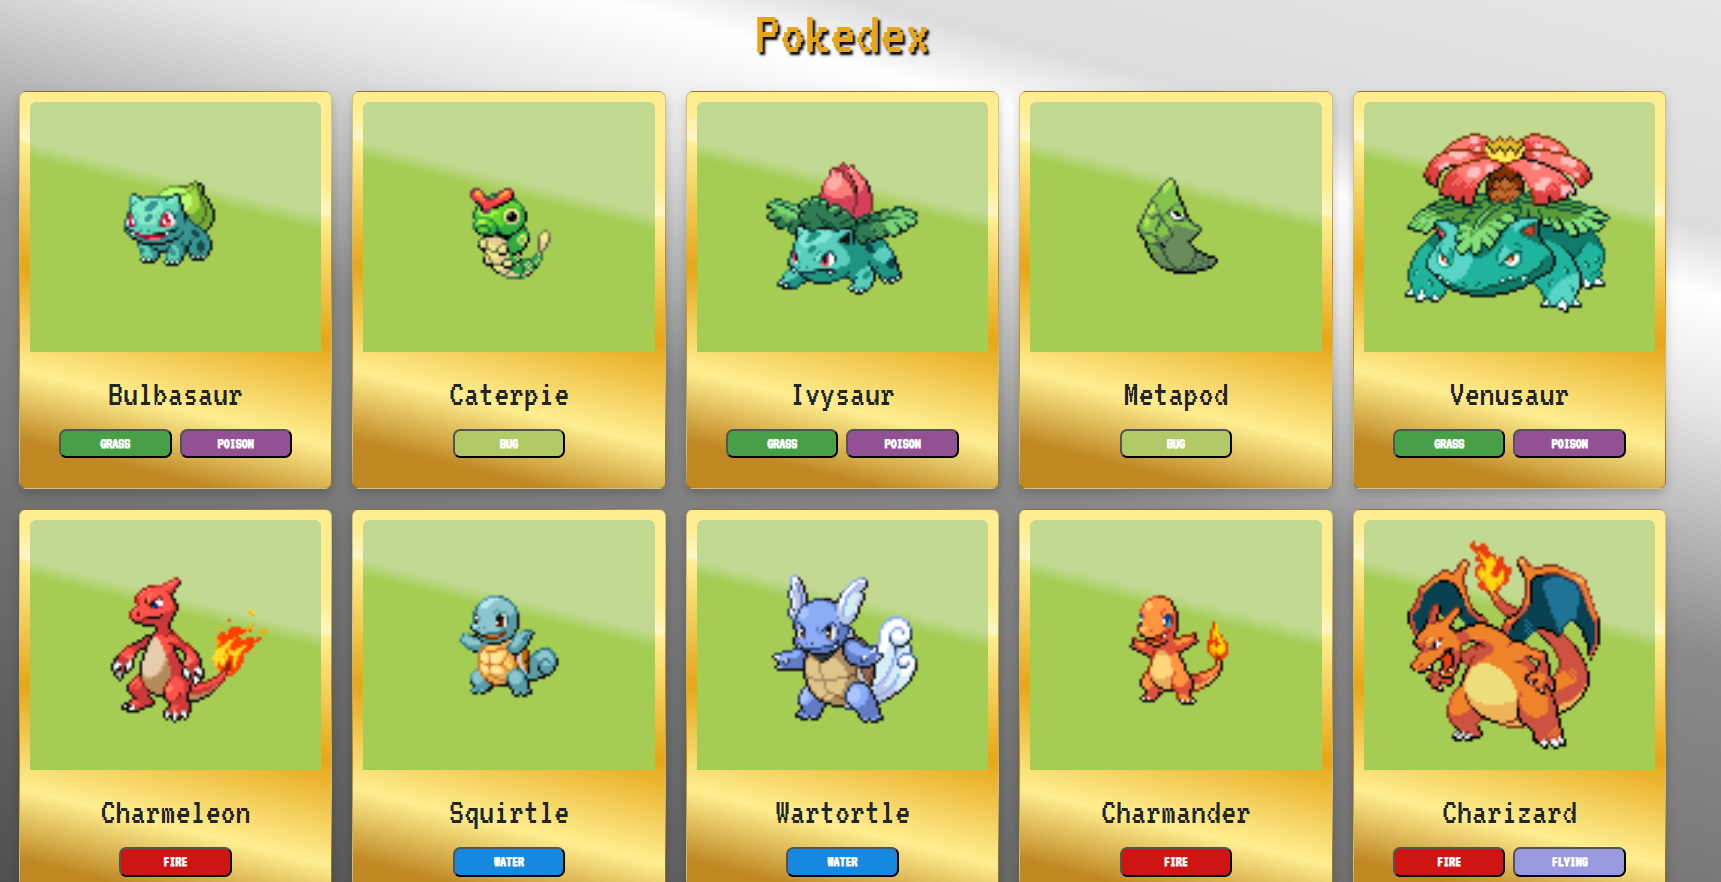 Pokedex
Bulbasaur
GRASS POISON
Caterpie
BUG
Ivysaur
GRASS POISON
Metapod
BUG
Venusaur
GRASS POISON
Charmeleon
FIRE
Squirtle
WATER
Wartortle
WATER
Charmander
FIRE
Charizard
FIRE FLYING